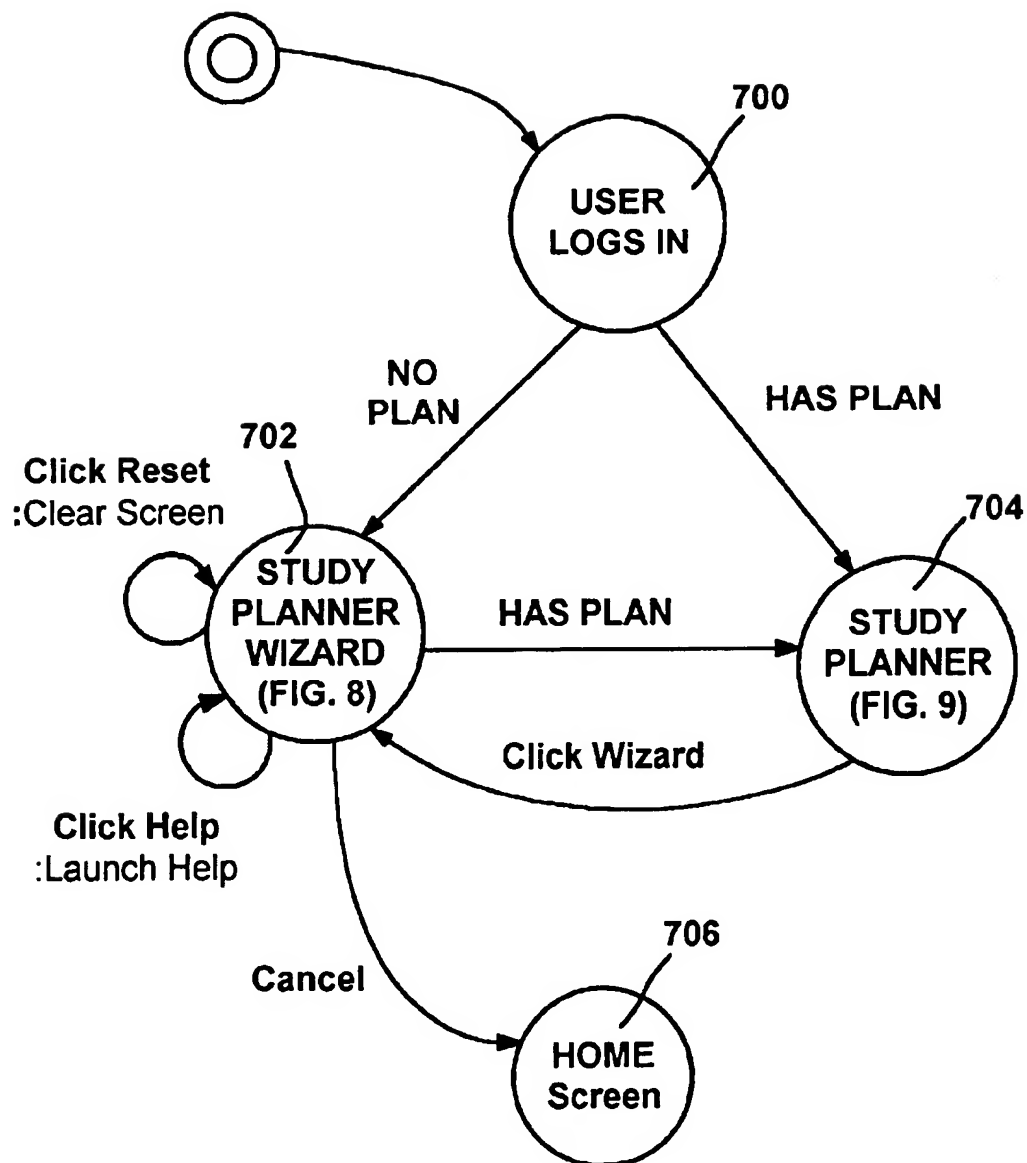 700
USER
LOGS IN
NO
PLAN
HAS PLAN
702
Click Reset
:Clear Screen
704
STUDY
PLANNER
WIZARD
(FIG. 8)
HAS PLAN
STUDY
PLANNER
(FIG. 9)
Click Wizard
Click Help
:Launch Help
706
Cancel
HOME
Screen